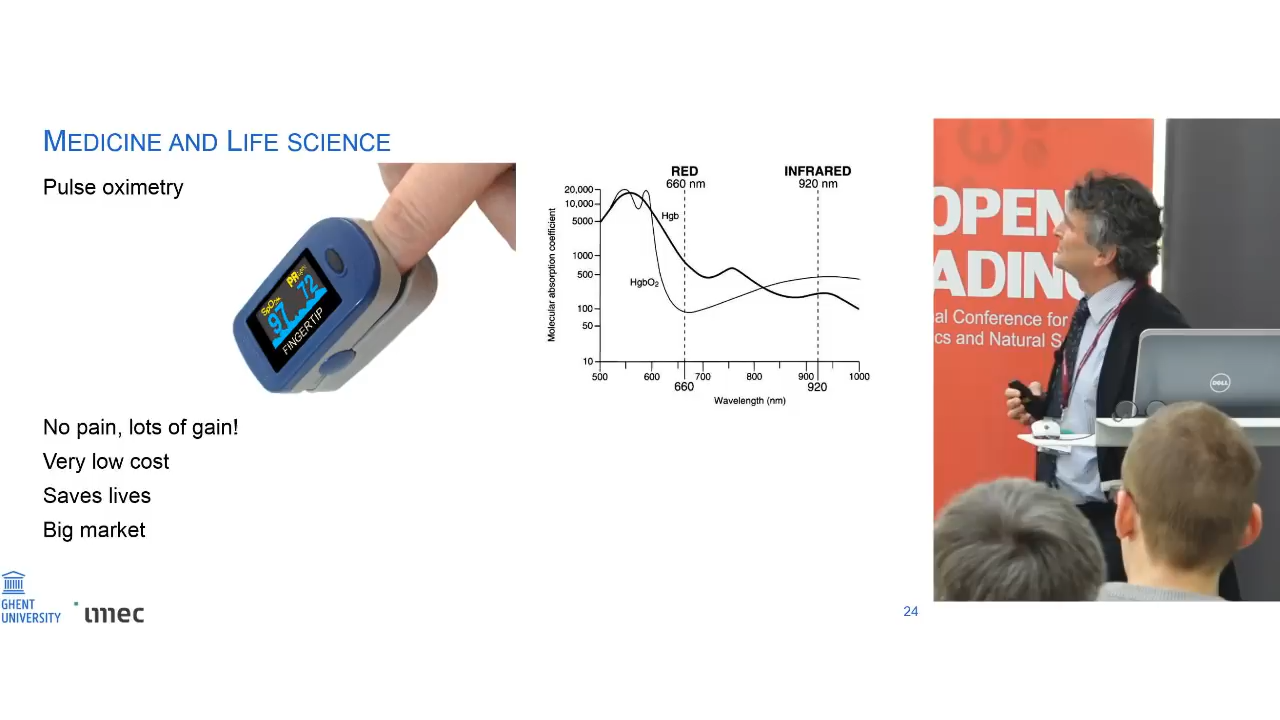 MEDICINE AND LIFE SCIENCE
Pulse oximetry
SpO2%
PRbpm
97
72
FINGERTIP
No pain, lots of gain!
Very low cost
Saves lives
Big market
GHENT
UNIVERSITY
imec
24
RED
660 nm
INFRARED
920 nm
Molecular absorption coefficient
20,000
10,000
5000
1000
500
100
50
10
Hgb
HgbO2
500
600
700
800
900
1000
660
920
Wavelength (nm)
OPEN
ADING
al Conference for
cs and Natural S
DELL